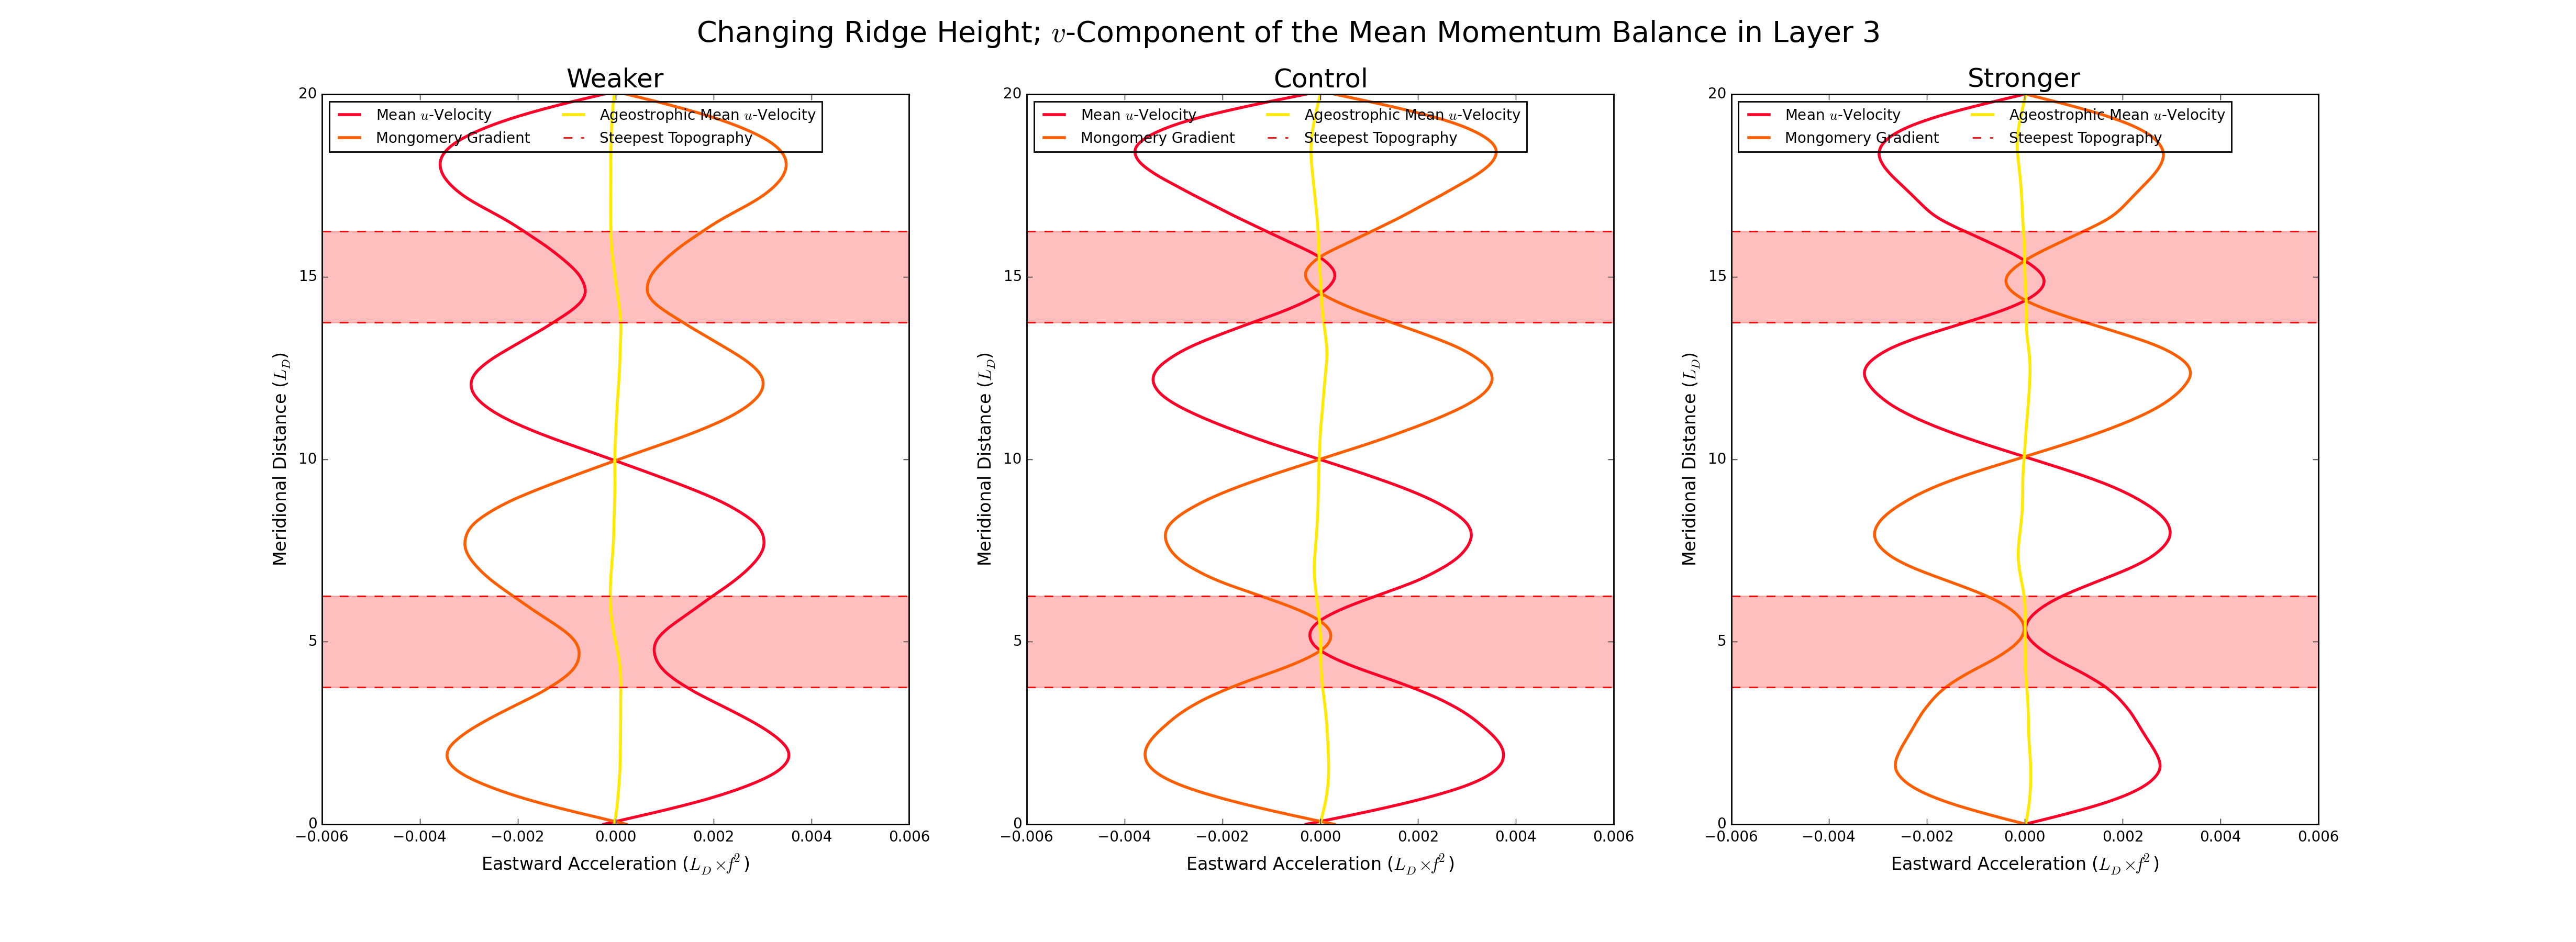 Changing Ridge Height; v-Component of the Mean Momentum Balance in Layer 3
Weaker
Mean u-Velocity
Mongomery Gradient
Ageostrophic Mean u-Velocity
Steepest Topography
20
15
10
5
0
Meridional Distance (L_D)
−0.006 −0.004 −0.002 0.000 0.002 0.004 0.006
Eastward Acceleration (L_D×f²)
Control
Mean u-Velocity
Mongomery Gradient
Ageostrophic Mean u-Velocity
Steepest Topography
20
15
10
5
0
Meridional Distance (L_D)
−0.006 −0.004 −0.002 0.000 0.002 0.004 0.006
Eastward Acceleration (L_D×f²)
Stronger
Mean u-Velocity
Mongomery Gradient
Ageostrophic Mean u-Velocity
Steepest Topography
20
15
10
5
0
Meridional Distance (L_D)
−0.006 −0.004 −0.002 0.000 0.002 0.004 0.006
Eastward Acceleration (L_D×f²)